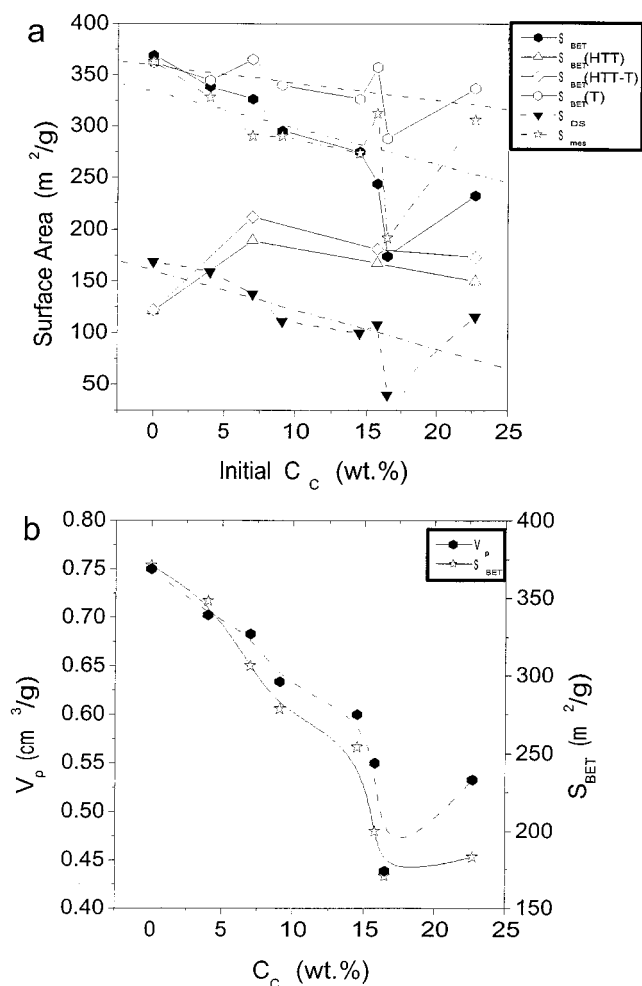 a
400
350
300
250
200
150
100
50
Surface Area (m²/g)
0 5 10 15 20 25
Initial C_C (wt.%)
S_BET
S_BET(HTT)
S_BET(HTT-T)
S_BET(T)
S_DS
S_mes
b
0.80
0.75
0.70
0.65
0.60
0.55
0.50
0.45
0.40
V_p (cm³/g)
V_p
S_BET
400
350
300
250
200
150
S_BET (m²/g)
0 5 10 15 20 25
C_C (wt.%)